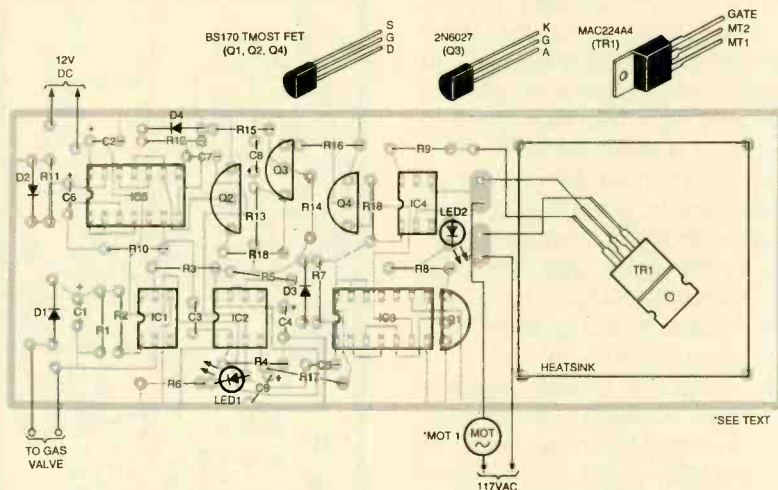 BS170 TMOST FET
(Q1, Q2, Q4)
S
G
D
2N6027
(Q3)
K
G
A
MAC224A4
(TR1)
GATE
MT2
MT1
12V
DC
D4
R15
C2
C7
C8
Q3
R16
R9
D2
R11
C6
IC5
Q2
R13
R14
Q4
R18
IC4
LED2
R10
R3
R18
R5
D3
R7
R8
TR1
D1
C1
R1
R2
IC1
C3
IC2
C4
IC3
Q1
R4
R6
LED1
C9
R17
HEATSINK
*SEE TEXT
TO GAS
VALVE
*MOT 1
MOT
117VAC